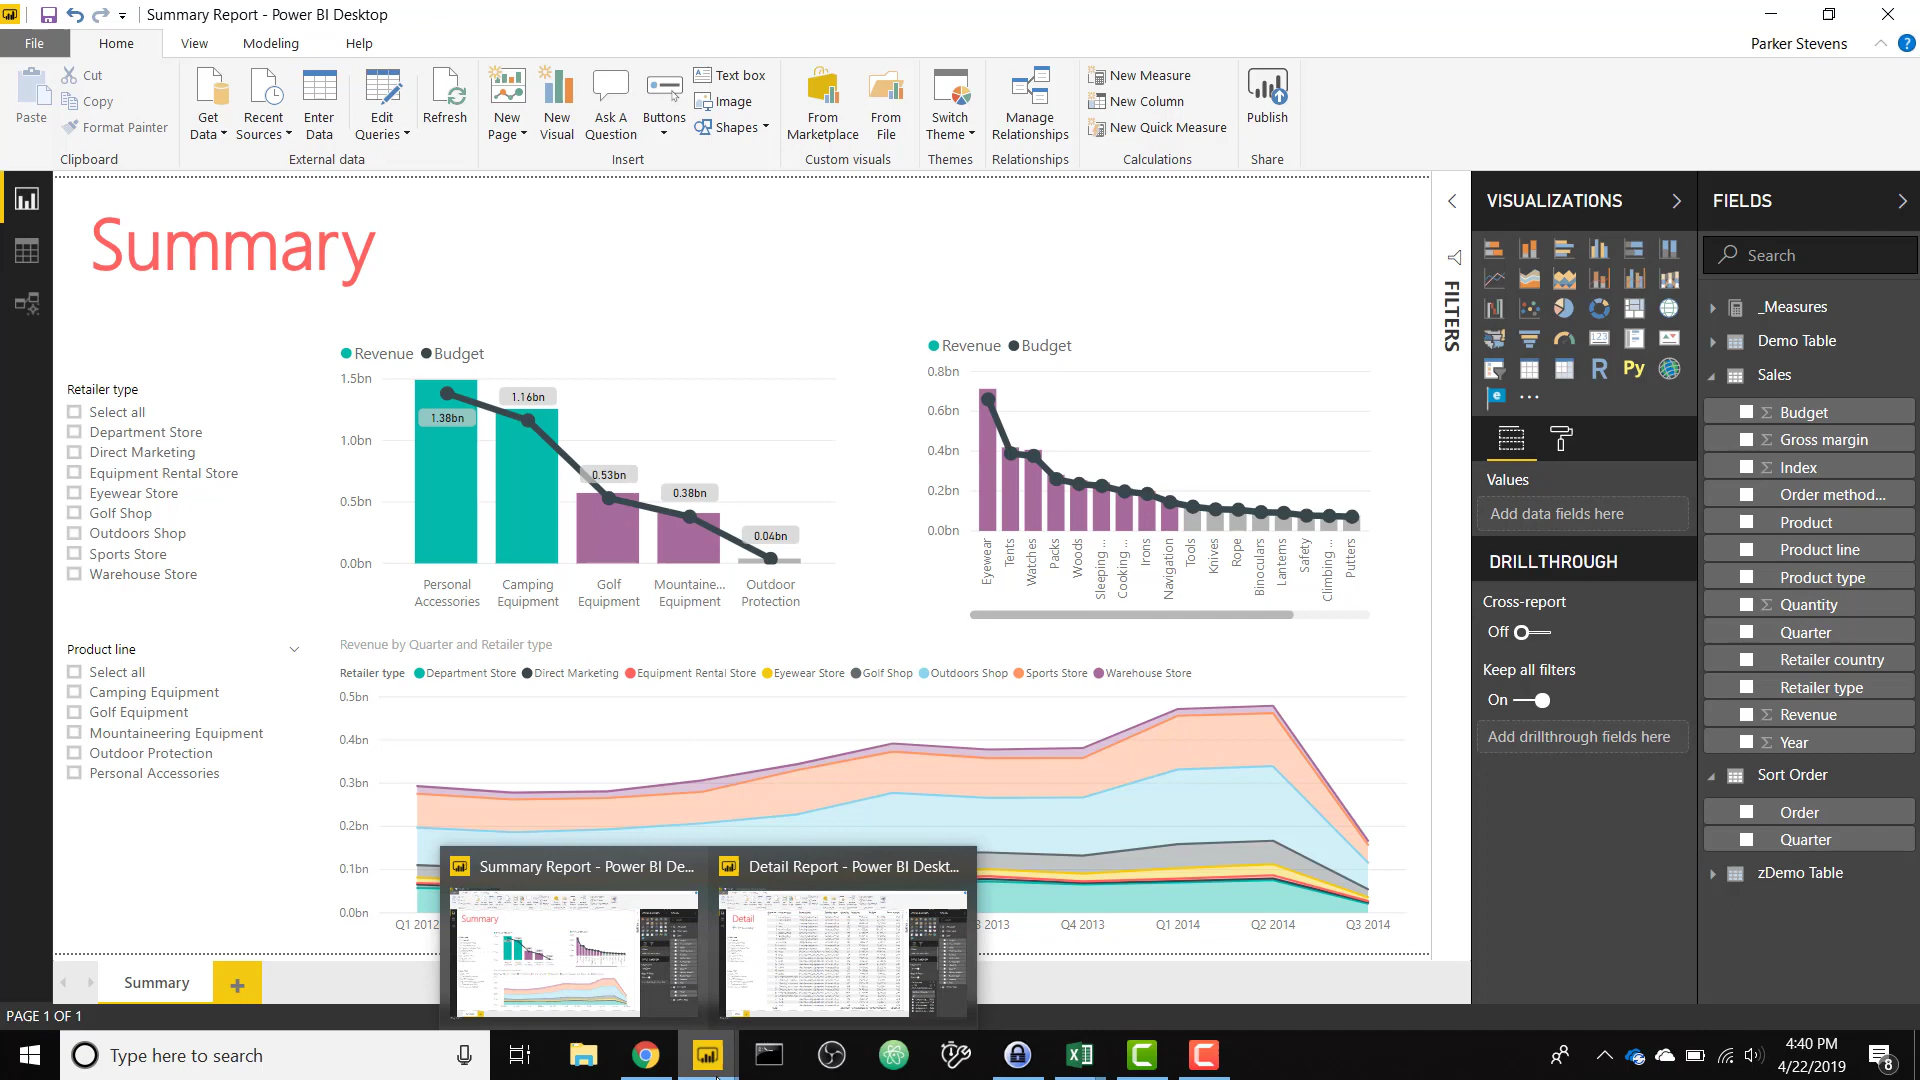 Summary Report - Power BI Desktop
File
Home
View
Modeling
Help
Parker Stevens
Paste
Cut
Copy
Format Painter
Clipboard
Get Data
Recent Sources
Enter Data
Edit Queries
Refresh
External data
New Page
New Visual
Ask A Question
Buttons
Text box
Image
Shapes
Insert
From Marketplace
From File
Custom visuals
Switch Theme
Themes
Manage Relationships
Relationships
New Measure
New Column
New Quick Measure
Calculations
Publish
Share
Summary
Retailer type
Select all
Department Store
Direct Marketing
Equipment Rental Store
Eyewear Store
Golf Shop
Outdoors Shop
Sports Store
Warehouse Store
Product line
Select all
Camping Equipment
Golf Equipment
Mountaineering Equipment
Outdoor Protection
Personal Accessories
Revenue Budget
1.5bn
1.0bn
0.5bn
0.0bn
1.38bn
1.16bn
0.53bn
0.38bn
0.04bn
Personal Accessories
Camping Equipment
Golf Equipment
Mountaine... Equipment
Outdoor Protection
Revenue Budget
0.8bn
0.6bn
0.4bn
0.2bn
0.0bn
Eyewear
Tents
Watches
Packs
Woods
Sleeping ...
Cooking ...
Irons
Navigation
Tools
Knives
Rope
Binoculars
Lanterns
Safety
Climbing ...
Putters
Revenue by Quarter and Retailer type
Retailer type Department Store Direct Marketing Equipment Rental Store Eyewear Store Golf Shop Outdoors Shop Sports Store Warehouse Store
0.5bn
0.4bn
0.3bn
0.2bn
0.1bn
0.0bn
Q1 2012
3 2013
Q4 2013
Q1 2014
Q2 2014
Q3 2014
Summary Report - Power BI De...
Summary
Detail Report - Power BI Deskt...
Detail
FILTERS
VISUALIZATIONS
123
R
Py
e
...
Values
Add data fields here
DRILLTHROUGH
Cross-report
Off
Keep all filters
On
Add drillthrough fields here
FIELDS
Search
_Measures
Demo Table
Sales
Σ Budget
Σ Gross margin
Σ Index
Order method...
Product
Product line
Product type
Σ Quantity
Quarter
Retailer country
Retailer type
Σ Revenue
Σ Year
Sort Order
Order
Quarter
zDemo Table
Summary
+
PAGE 1 OF 1
Type here to search
4:40 PM
4/22/2019
8